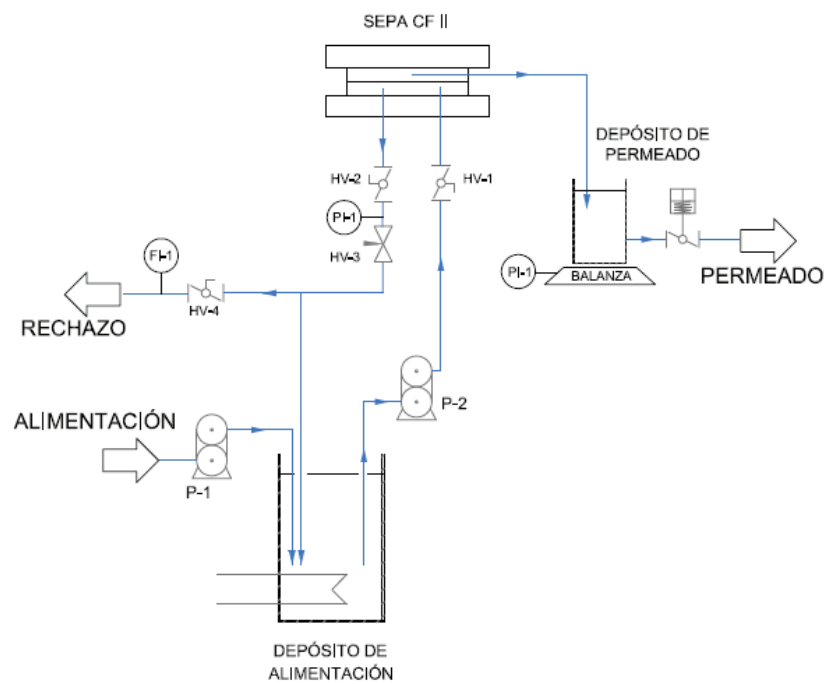 SEPA CF II
DEPÓSITO DE
PERMEADO
HV-2
HV-1
PI-1
HV-3
FI-1
HV-4
RECHAZO
PI-1
BALANZA
PERMEADO
P-2
ALIMENTACIÓN
P-1
DEPÓSITO DE
ALIMENTACIÓN